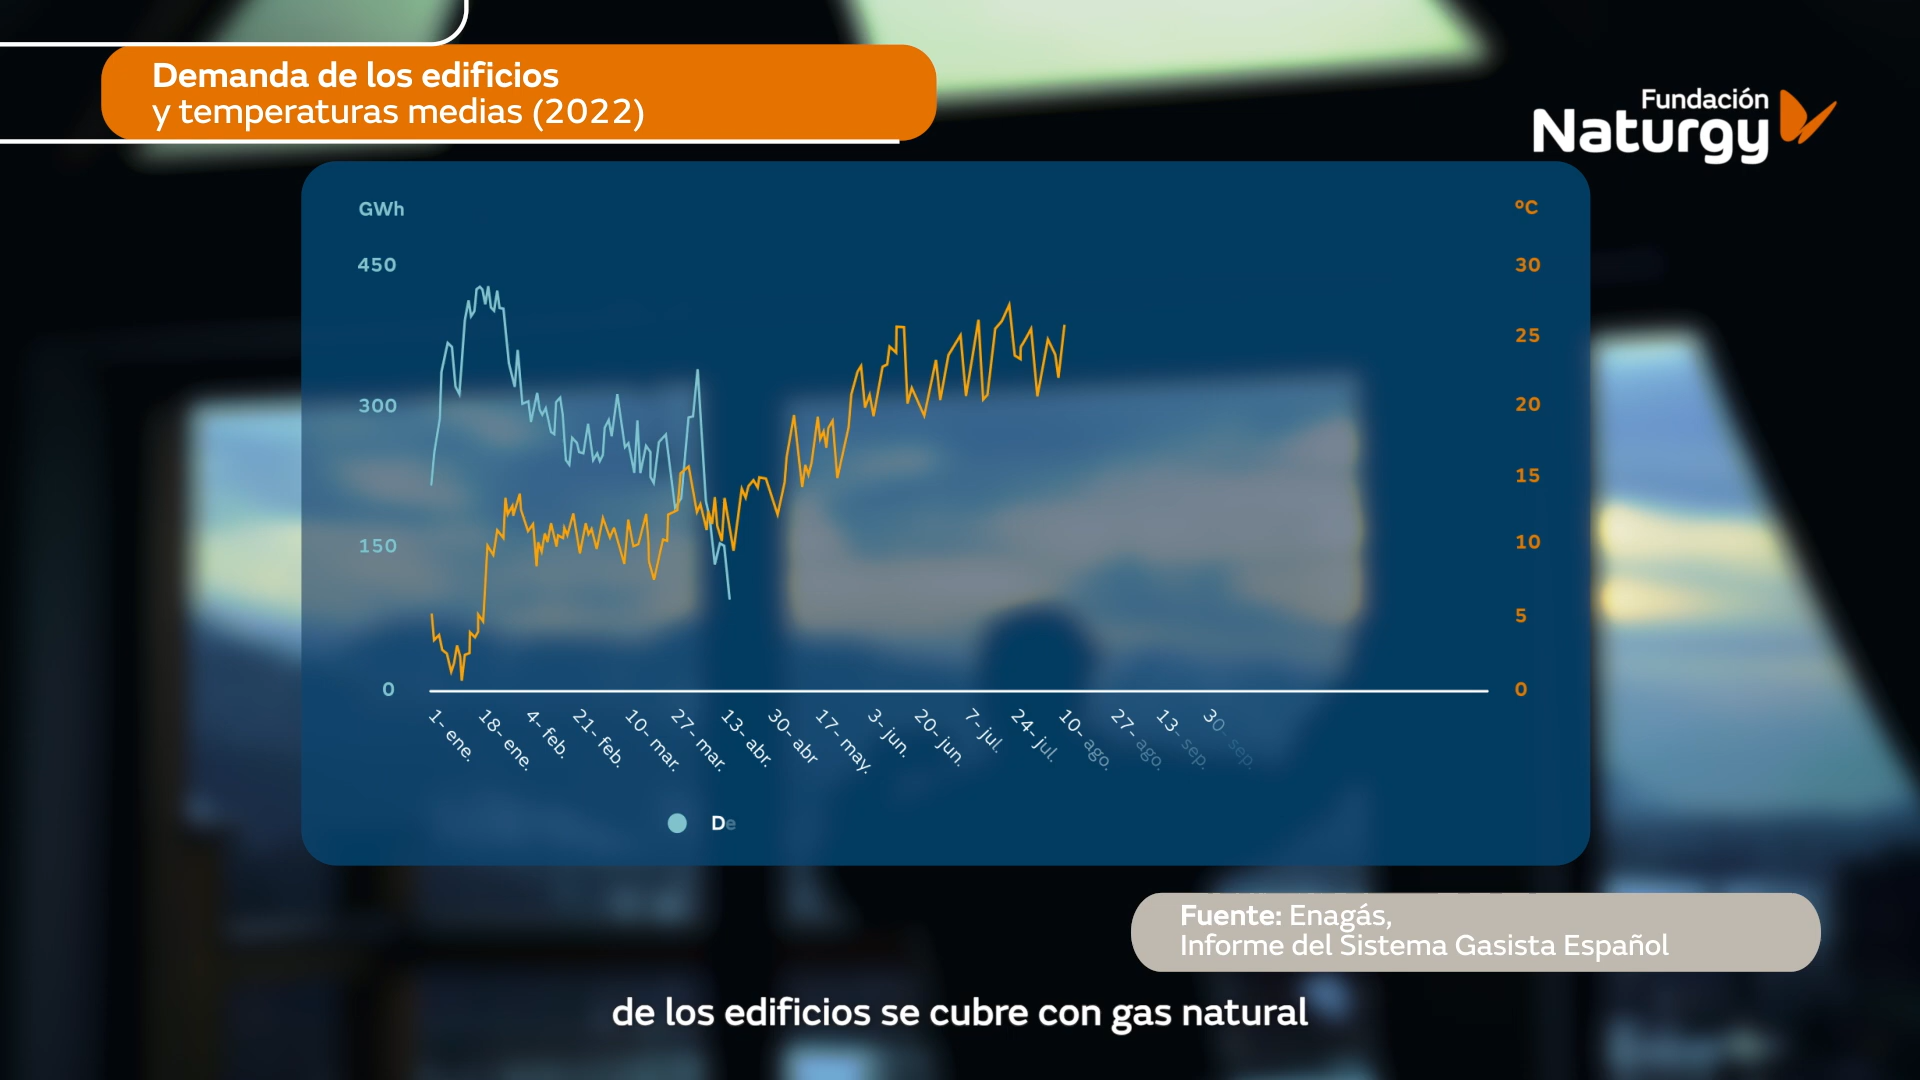 Demanda de los edificios
y temperaturas medias (2022)
Fundación
Naturgy
GWh
ºC
450
30
25
300
20
15
150
10
5
0
0
1- ene.
18- ene.
4- feb.
21- feb.
10- mar.
27- mar.
13- abr.
30- abr
17- may.
3- jun.
20- jun.
7- jul.
24- jul.
10- ago.
27- ago.
13- sep.
30- sep.
De
Fuente: Enagás,
Informe del Sistema Gasista Español
de los edificios se cubre con gas natural